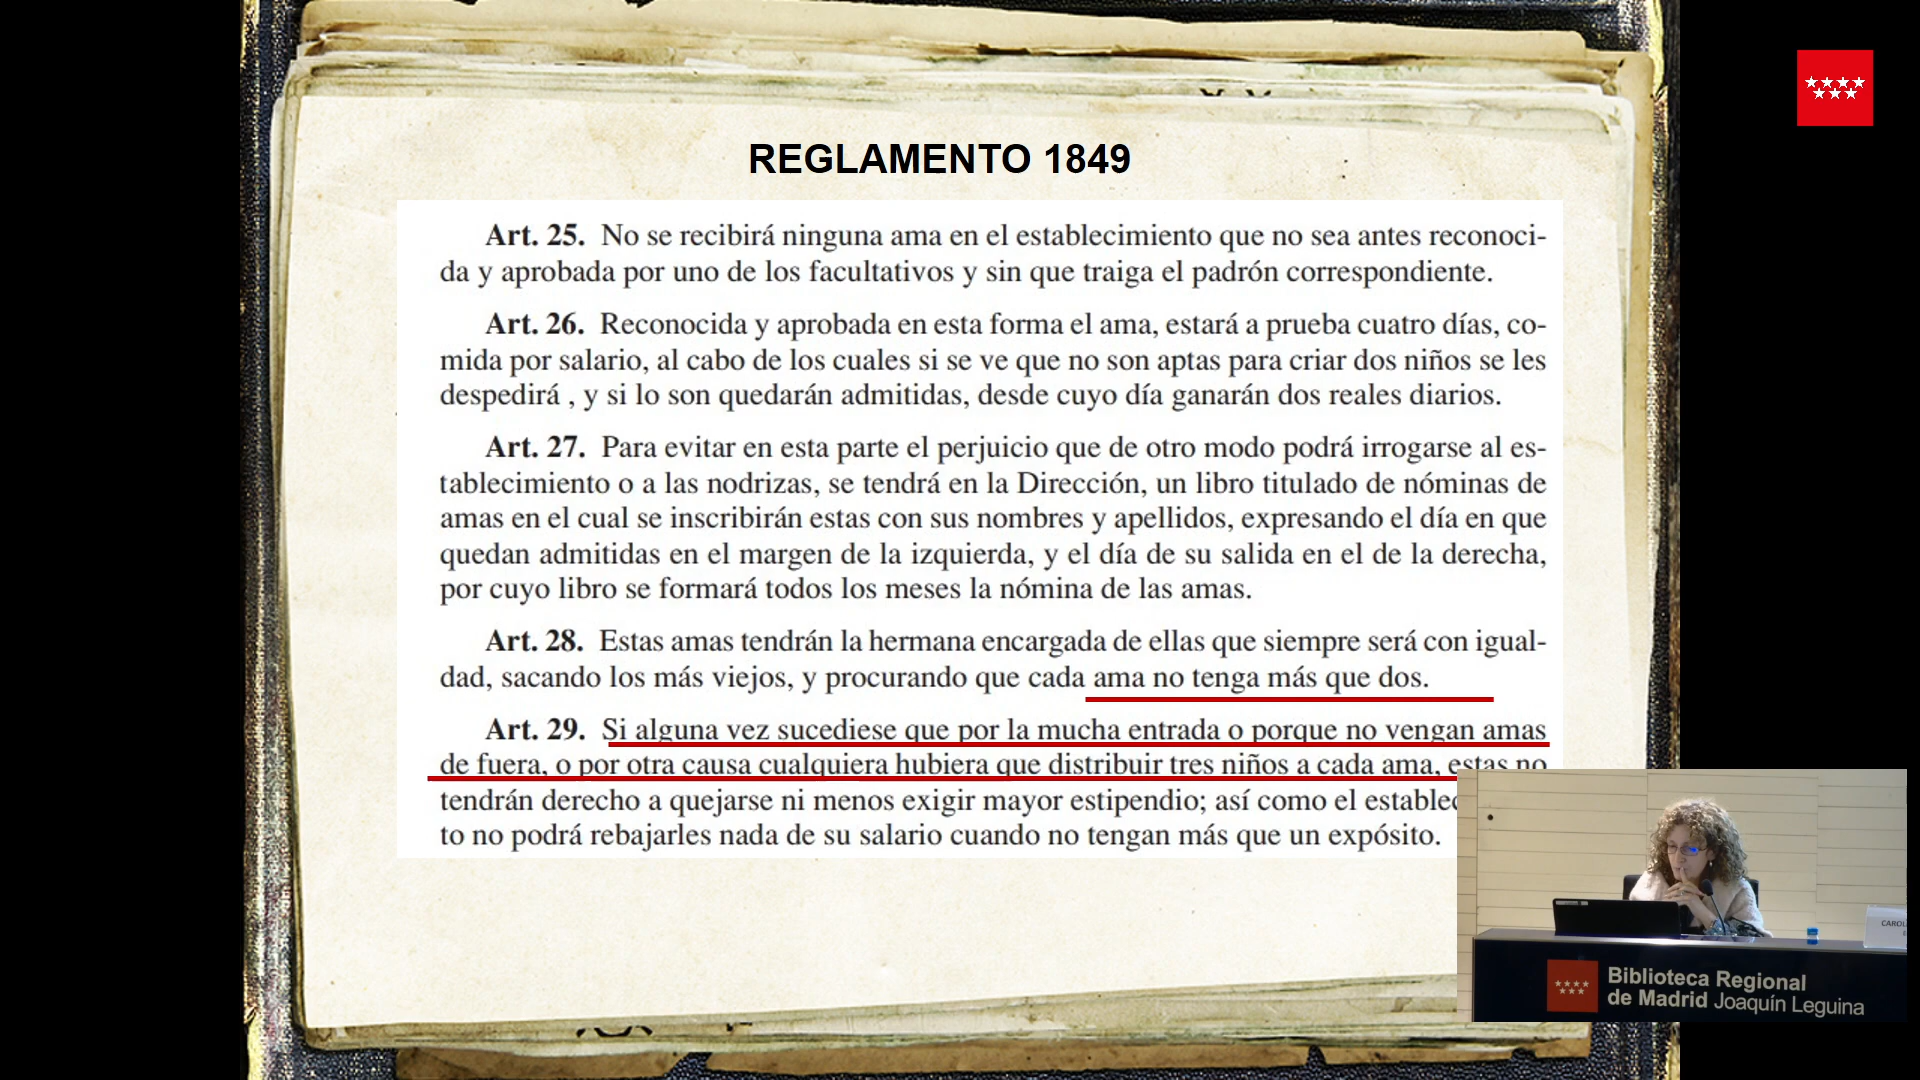 REGLAMENTO 1849
Art. 25. No se recibirá ninguna ama en el establecimiento que no sea antes reconoci-
da y aprobada por uno de los facultativos y sin que traiga el padrón correspondiente.
Art. 26. Reconocida y aprobada en esta forma el ama, estará a prueba cuatro días, co-
mida por salario, al cabo de los cuales si se ve que no son aptas para criar dos niños se les
despedirá , y si lo son quedarán admitidas, desde cuyo día ganarán dos reales diarios.
Art. 27. Para evitar en esta parte el perjuicio que de otro modo podrá irrogarse al es-
tablecimiento o a las nodrizas, se tendrá en la Dirección, un libro titulado de nóminas de
amas en el cual se inscribirán estas con sus nombres y apellidos, expresando el día en que
quedan admitidas en el margen de la izquierda, y el día de su salida en el de la derecha,
por cuyo libro se formará todos los meses la nómina de las amas.
Art. 28. Estas amas tendrán la hermana encargada de ellas que siempre será con igual-
dad, sacando los más viejos, y procurando que cada ama no tenga más que dos.
Art. 29. Si alguna vez sucediese que por la mucha entrada o porque no vengan amas
de fuera, o por otra causa cualquiera hubiera que distribuir tres niños a cada ama, estas no
tendrán derecho a quejarse ni menos exigir mayor estipendio; así como el establec
to no podrá rebajarles nada de su salario cuando no tengan más que un expósito.
CAROL
Biblioteca Regional
de Madrid Joaquín Leguina